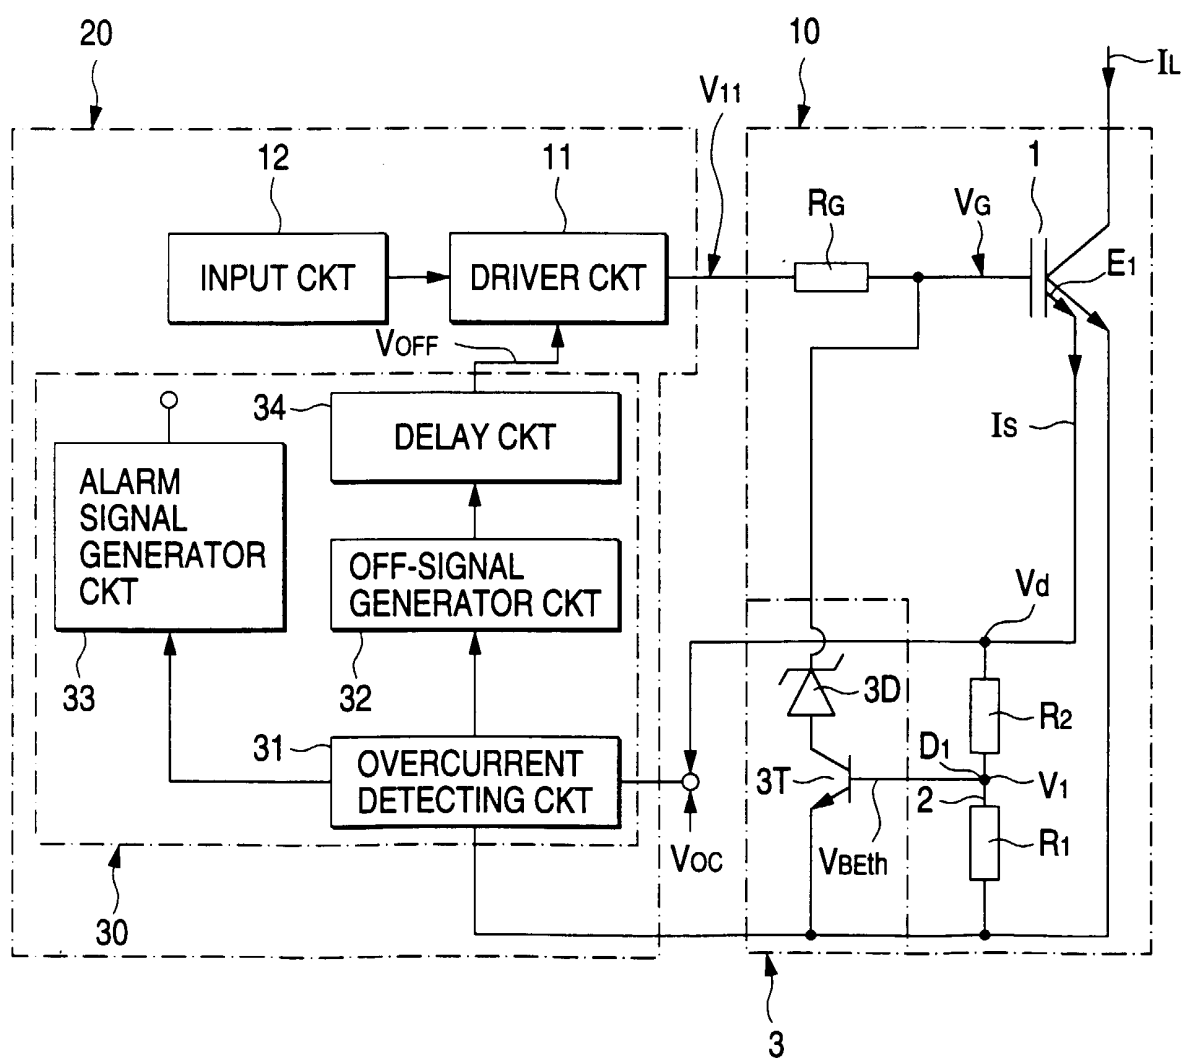 20
10
IL
V11
12
11
1
RG
VG
INPUT CKT
DRIVER CKT
E1
VOFF
34
DELAY CKT
IS
ALARM
SIGNAL
GENERATOR
CKT
OFF-SIGNAL
GENERATOR CKT
Vd
33
32
3D
R2
31
OVERCURRENT
DETECTING CKT
D1
3T
2
V1
VOC
VBEth
R1
30
3